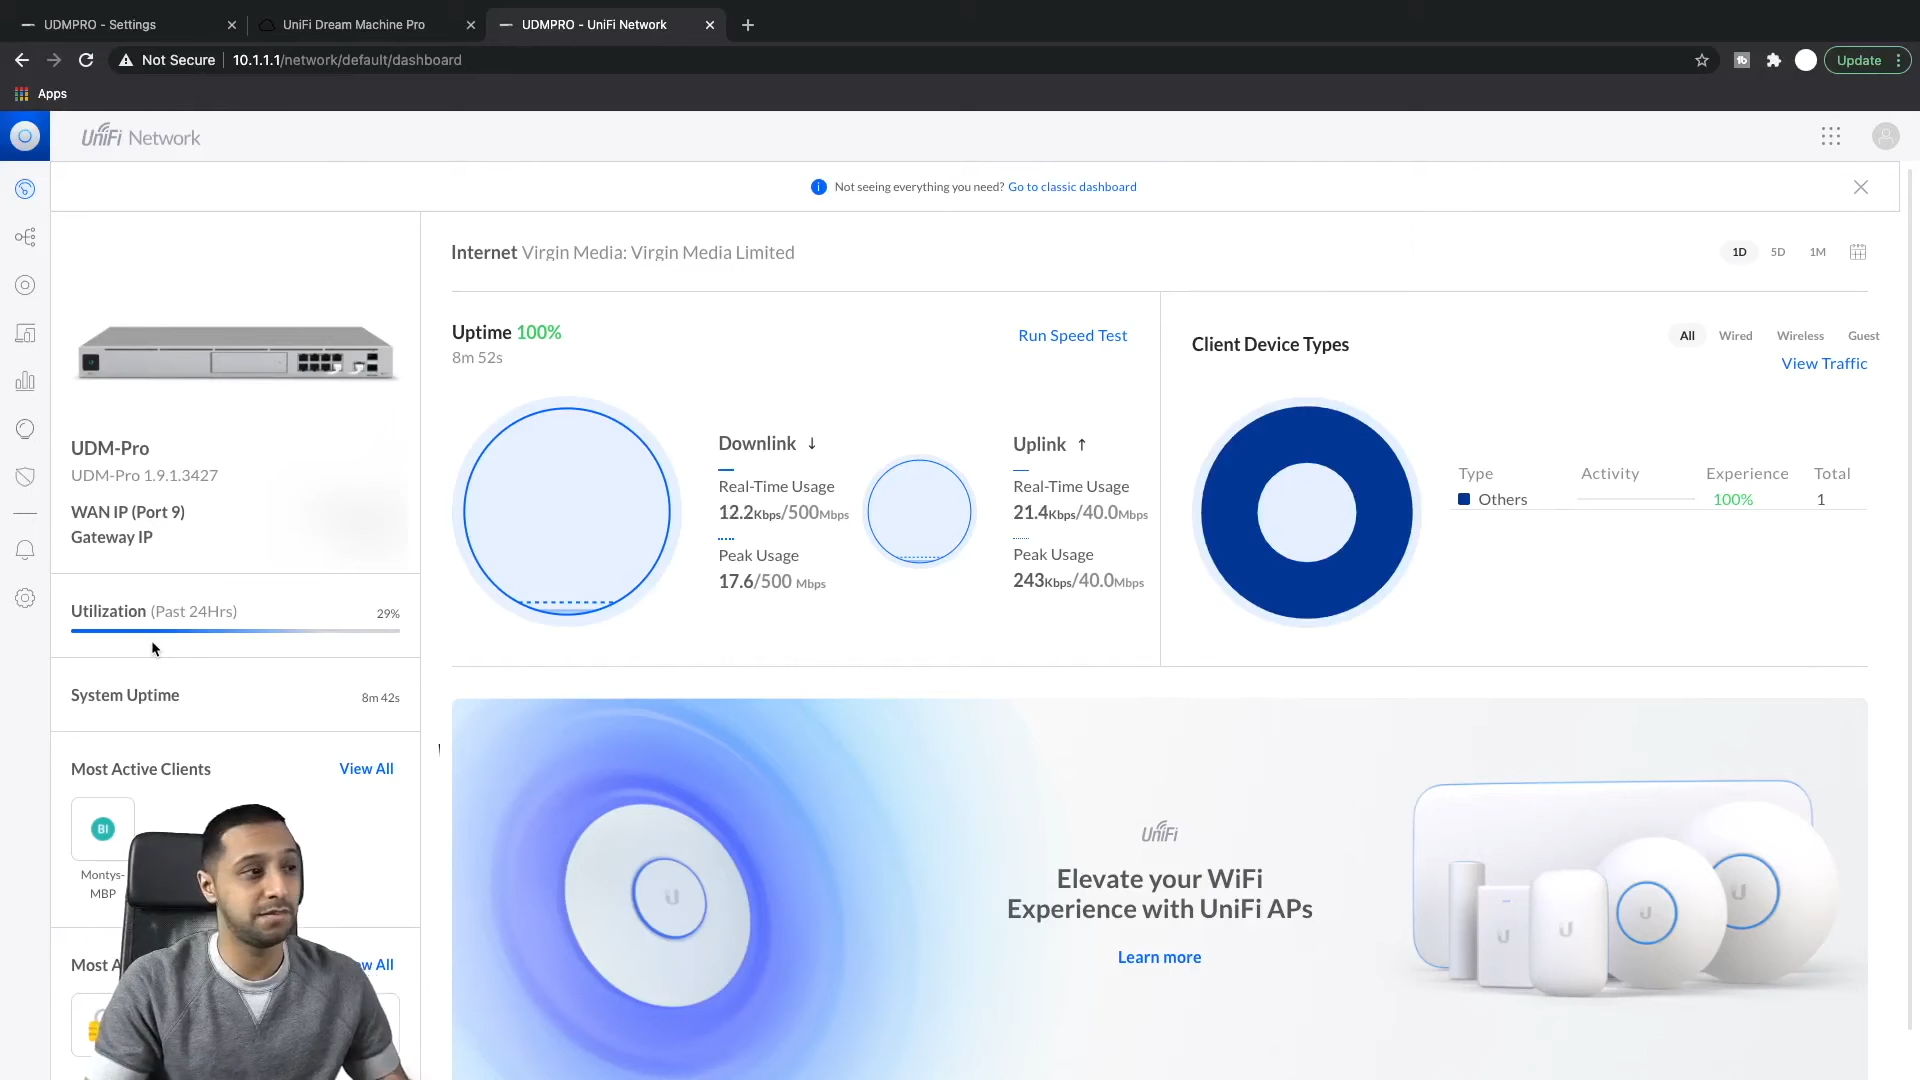 UDMPRO - Settings
UniFi Dream Machine Pro
UDMPRO - UniFi Network
Not Secure
10.1.1.1/network/default/dashboard
Update
Apps
UniFi Network
Not seeing everything you need? Go to classic dashboard
Internet Virgin Media: Virgin Media Limited
1D 5D 1M
Uptime 100%
8m 52s
Run Speed Test
Client Device Types
All Wired Wireless Guest
View Traffic
UDM-Pro
UDM-Pro 1.9.1.3427
WAN IP (Port 9)
Gateway IP
Downlink ↓
Real-Time Usage
12.2Kbps/500Mbps
Peak Usage
17.6/500 Mbps
Uplink ↑
Real-Time Usage
21.4Kbps/40.0Mbps
Peak Usage
243Kbps/40.0Mbps
Type Activity Experience Total
Others 100% 1
Utilization (Past 24Hrs) 29%
System Uptime 8m 42s
Most Active Clients View All
BI
Montys-
MBP
Most
All
UniFi
Elevate your WiFi
Experience with UniFi APs
Learn more